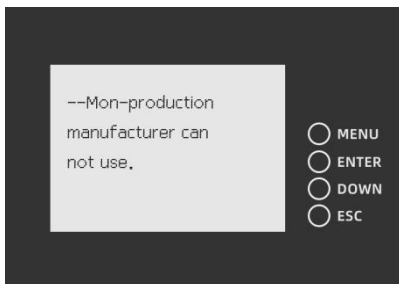 --Mon-production
manufacturer can
not use.
MENU
ENTER
DOWN
ESC